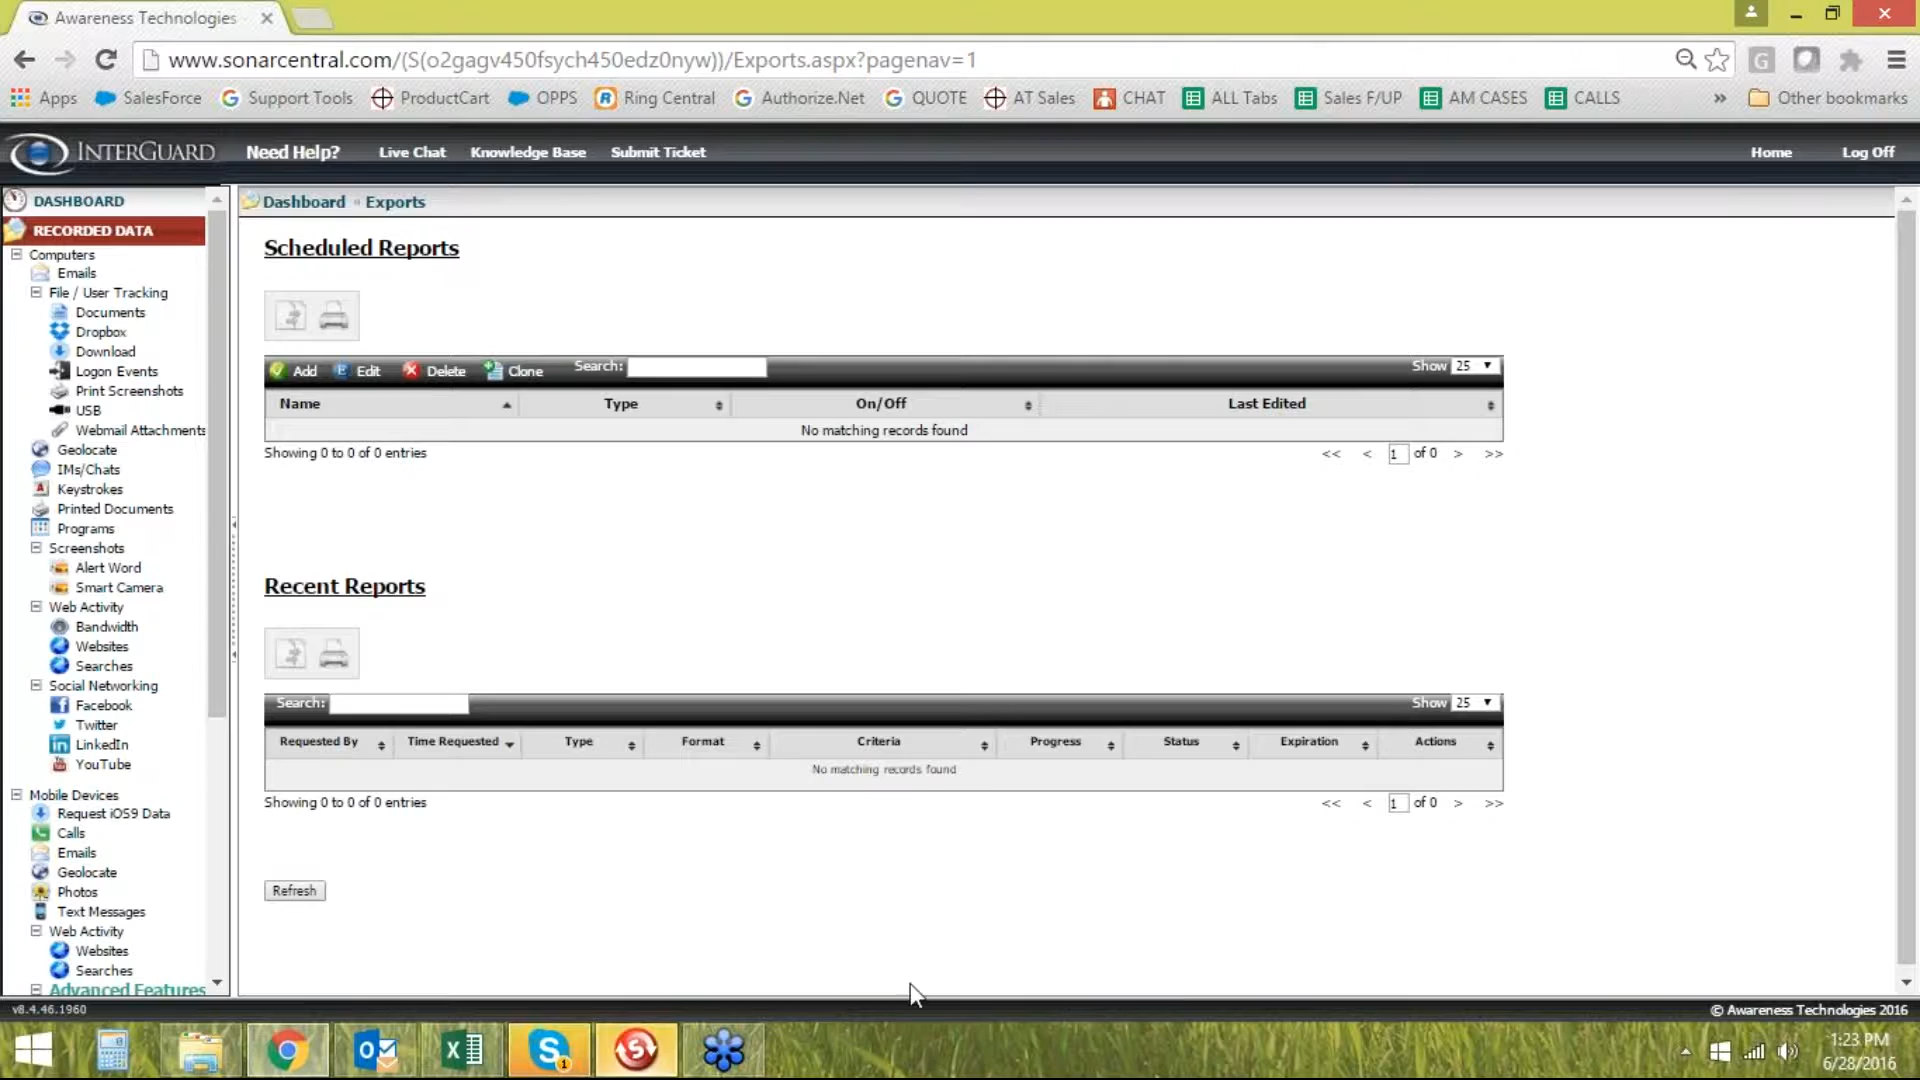 Awareness Technologies
www.sonarcentral.com/(S(o2gagv450fsych450edz0nyw))/Exports.aspx?pagenav=1
Apps SalesForce Support Tools ProductCart OPPS Ring Central Authorize.Net QUOTE AT Sales CHAT ALL Tabs Sales F/UP AM CASES CALLS » Other bookmarks
INTERGUARD Need Help? Live Chat Knowledge Base Submit Ticket Home Log Off
DASHBOARD
RECORDED DATA
Computers
Emails
File / User Tracking
Documents
Dropbox
Download
Logon Events
Print Screenshots
USB
Webmail Attachments
Geolocate
IMs/Chats
Keystrokes
Printed Documents
Programs
Screenshots
Alert Word
Smart Camera
Web Activity
Bandwidth
Websites
Searches
Social Networking
Facebook
Twitter
LinkedIn
YouTube
Mobile Devices
Request iOS9 Data
Calls
Emails
Geolocate
Photos
Text Messages
Web Activity
Websites
Searches
Advanced Features
Dashboard Exports
Scheduled Reports
Add Edit Delete Clone Search: Show 25
Name Type On/Off Last Edited
No matching records found
Showing 0 to 0 of 0 entries << < 1 of 0 > >>
Recent Reports
Search: Show 25
Requested By Time Requested Type Format Criteria Progress Status Expiration Actions
No matching records found
Showing 0 to 0 of 0 entries << < 1 of 0 > >>
Refresh
v8.4.46.1960 © Awareness Technologies 2016
1:23 PM
6/28/2016